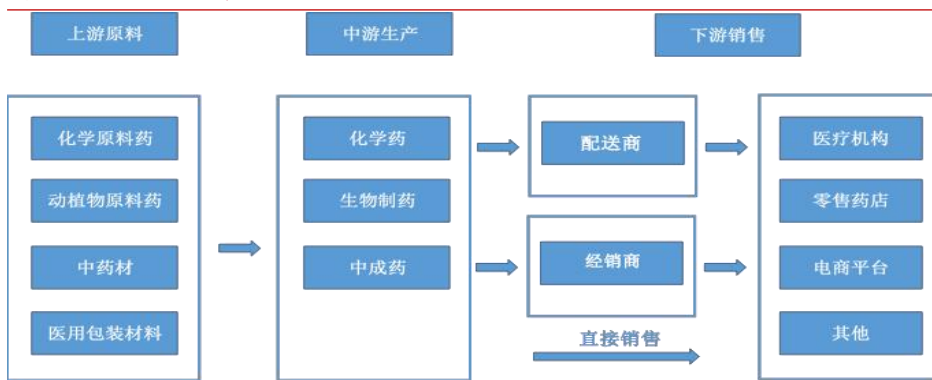 上游原料
中游生产
下游销售
化学原料药
动植物原料药
中药材
医用包装材料
化学药
生物制药
中成药
配送商
经销商
直接销售
医疗机构
零售药店
电商平台
其他